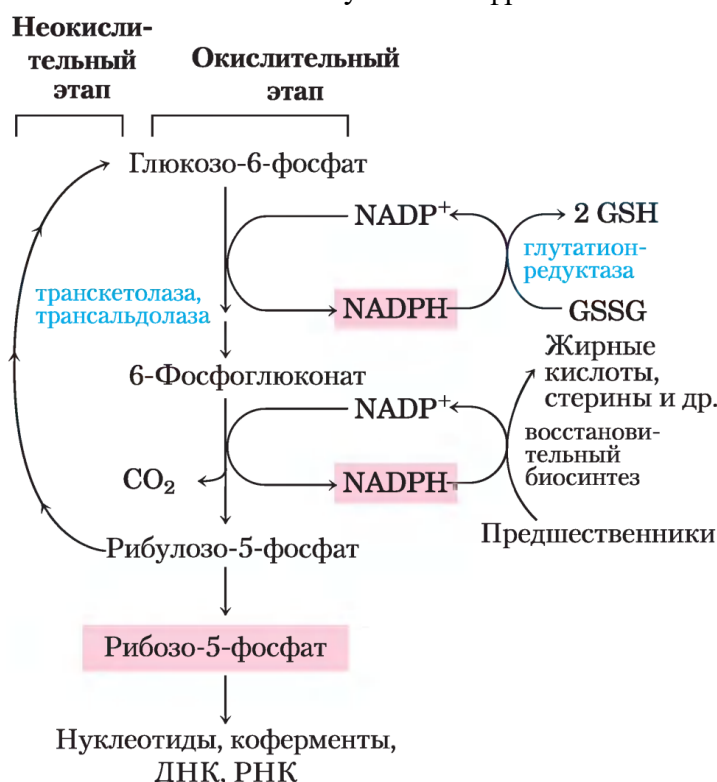 Неокисли-
тельный
этап
Окислительный
этап
Глюкозо-6-фосфат
NADP⁺
2 GSH
глутатион-
редуктаза
транскетолаза,
трансальдолаза
NADPH
GSSG
Жирные
кислоты,
стерины и др.
6-Фосфоглюконат
NADP⁺
восстанови-
тельный
биосинтез
CO₂
NADPH
Предшественники
Рибулозо-5-фосфат
Рибозо-5-фосфат
Нуклеотиды, коферменты,
ДНК, РНК